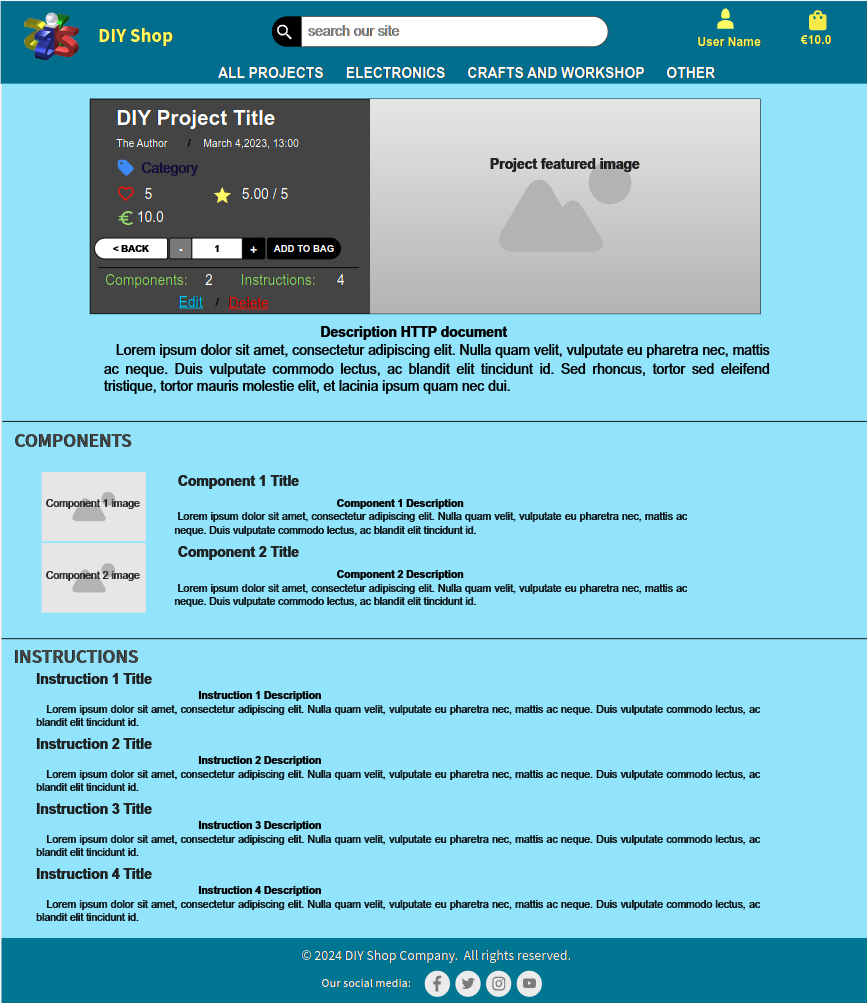 DIY Shop
search our site
User Name
€10.0
ALL PROJECTS ELECTRONICS CRAFTS AND WORKSHOP OTHER
DIY Project Title
The Author / March 4,2023, 13:00
Category
5 5.00 / 5
€ 10.0
< BACK - 1 + ADD TO BAG
Components: 2 Instructions: 4
Edit / Delete
Project featured image
Description HTTP document
Lorem ipsum dolor sit amet, consectetur adipiscing elit. Nulla quam velit, vulputate eu pharetra nec, mattis
ac neque. Duis vulputate commodo lectus, ac blandit elit tincidunt id. Sed rhoncus, tortor sed eleifend
tristique, tortor mauris molestie elit, et lacinia ipsum quam nec dui.
COMPONENTS
Component 1 image
Component 1 Title
Component 1 Description
Lorem ipsum dolor sit amet, consectetur adipiscing elit. Nulla quam velit, vulputate eu pharetra nec, mattis ac
neque. Duis vulputate commodo lectus, ac blandit elit tincidunt id.
Component 2 image
Component 2 Title
Component 2 Description
Lorem ipsum dolor sit amet, consectetur adipiscing elit. Nulla quam velit, vulputate eu pharetra nec, mattis ac
neque. Duis vulputate commodo lectus, ac blandit elit tincidunt id.
INSTRUCTIONS
Instruction 1 Title
Instruction 1 Description
Lorem ipsum dolor sit amet, consectetur adipiscing elit. Nulla quam velit, vulputate eu pharetra nec, mattis ac neque. Duis vulputate commodo lectus, ac
blandit elit tincidunt id.
Instruction 2 Title
Instruction 2 Description
Lorem ipsum dolor sit amet, consectetur adipiscing elit. Nulla quam velit, vulputate eu pharetra nec, mattis ac neque. Duis vulputate commodo lectus, ac
blandit elit tincidunt id.
Instruction 3 Title
Instruction 3 Description
Lorem ipsum dolor sit amet, consectetur adipiscing elit. Nulla quam velit, vulputate eu pharetra nec, mattis ac neque. Duis vulputate commodo lectus, ac
blandit elit tincidunt id.
Instruction 4 Title
Instruction 4 Description
Lorem ipsum dolor sit amet, consectetur adipiscing elit. Nulla quam velit, vulputate eu pharetra nec, mattis ac neque. Duis vulputate commodo lectus, ac
blandit elit tincidunt id.
© 2024 DIY Shop Company. All rights reserved.
Our social media: